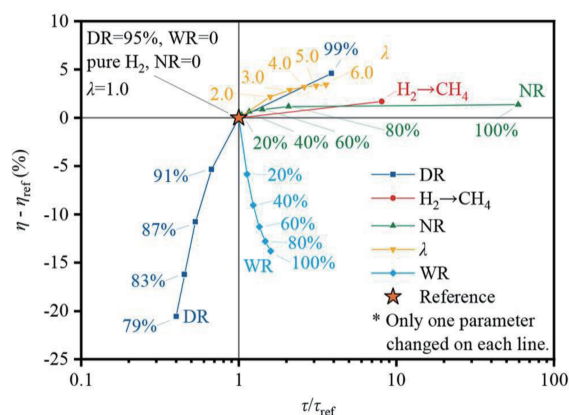 10
5
0
-5
-10
-15
-20
-25
η - ηref (%)
DR=95%, WR=0
pure H2, NR=0
λ=1.0
99%
λ
5.0
4.0
6.0
3.0
2.0
H2→CH4
NR
20% 40% 60% 80% 100%
91%
87%
83%
79% DR
20%
40%
60%
80%
WR 100%
DR
H2→CH4
NR
λ
WR
Reference
* Only one parameter
changed on each line.
0.1 1 10 100
τ/τref